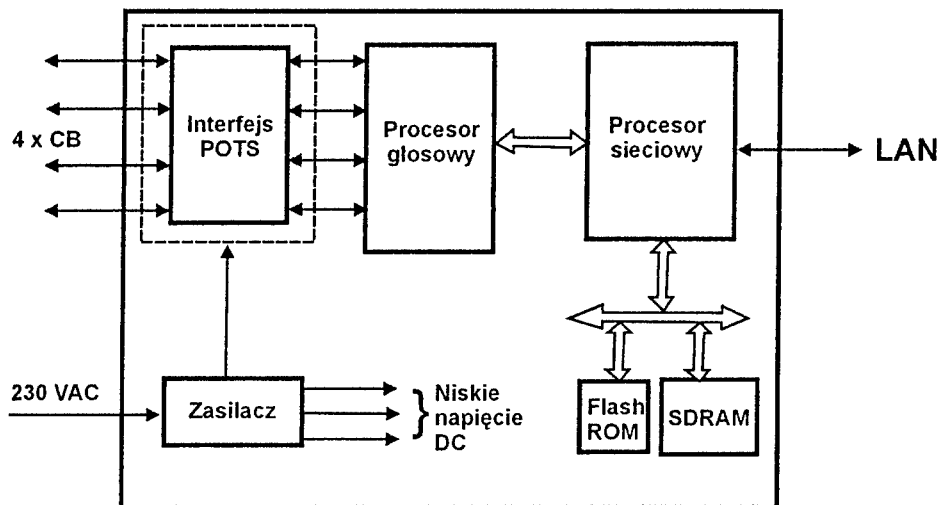 4 x CB
Interfejs
POTS
Procesor
głosowy
Procesor
sieciowy
LAN
230 VAC
Zasilacz
Niskie
napięcie
DC
Flash
ROM
SDRAM